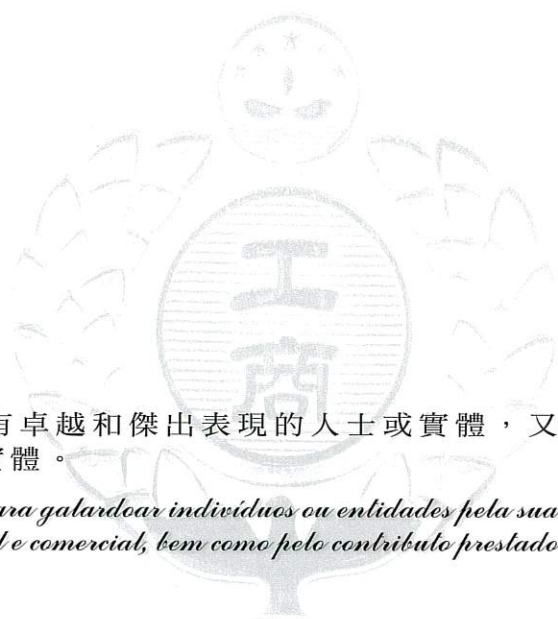 工
商
有卓越和傑出表現的人士或實體，又
實體。
ara galardoar indivíduos ou entidades pela sua
l e comercial, bem como pelo contributo prestado